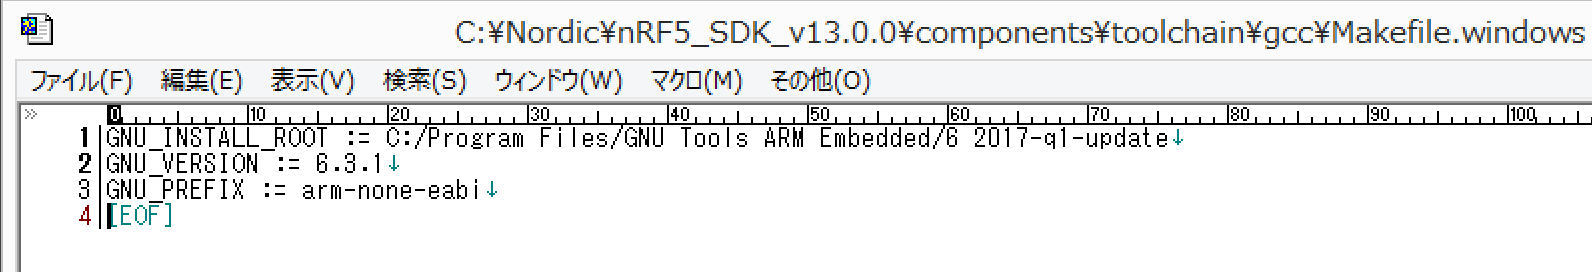 C:¥Nordic¥nRF5_SDK_v13.0.0¥components¥toolchain¥gcc¥Makefile.windows
ファイル(F) 編集(E) 表示(V) 検索(S) ウィンドウ(W) マクロ(M) その他(O)
0 10 20 30 40 50 60 70 80 90 100
1 GNU_INSTALL_ROOT := C:/Program Files/GNU Tools ARM Embedded/6 2017-q1-update↓
2 GNU_VERSION := 6.3.1↓
3 GNU_PREFIX := arm-none-eabi↓
4 [EOF]